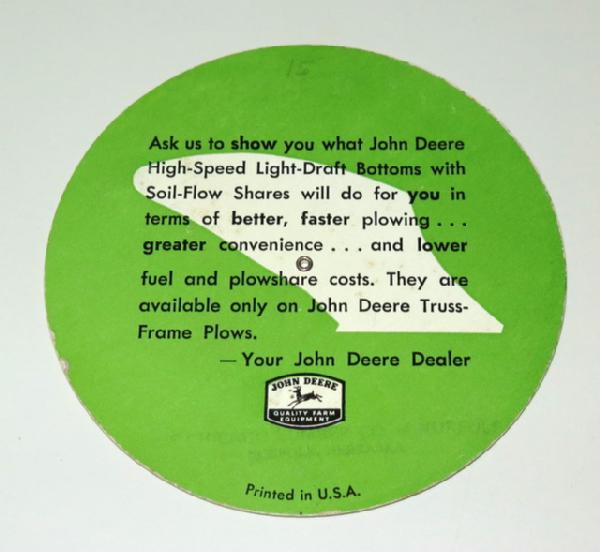 15
Ask us to show you what John Deere
High-Speed Light-Draft Bottoms with
Soil-Flow Shares will do for you in
terms of better, faster plowing . . .
greater convenience . . . and lower
fuel and plowshare costs. They are
available only on John Deere Truss-
Frame Plows.
— Your John Deere Dealer
JOHN DEERE
QUALITY FARM
EQUIPMENT
Printed in U.S.A.